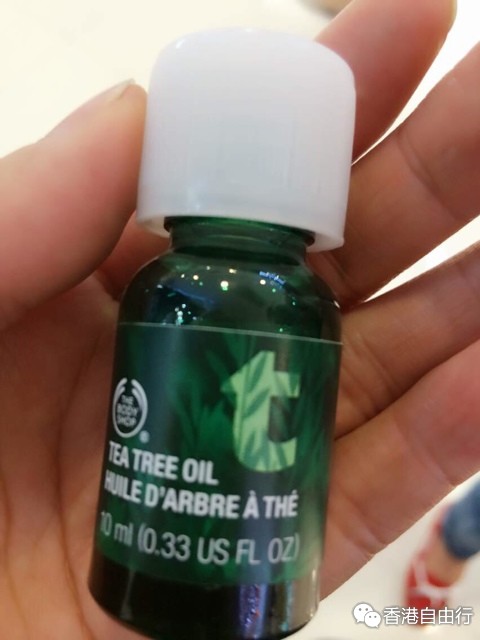 THE
BODY
SHOP
®
t
TEA TREE OIL
HUILE D'ARBRE À THÉ
10 ml (0.33 US FL OZ)
香港自由行